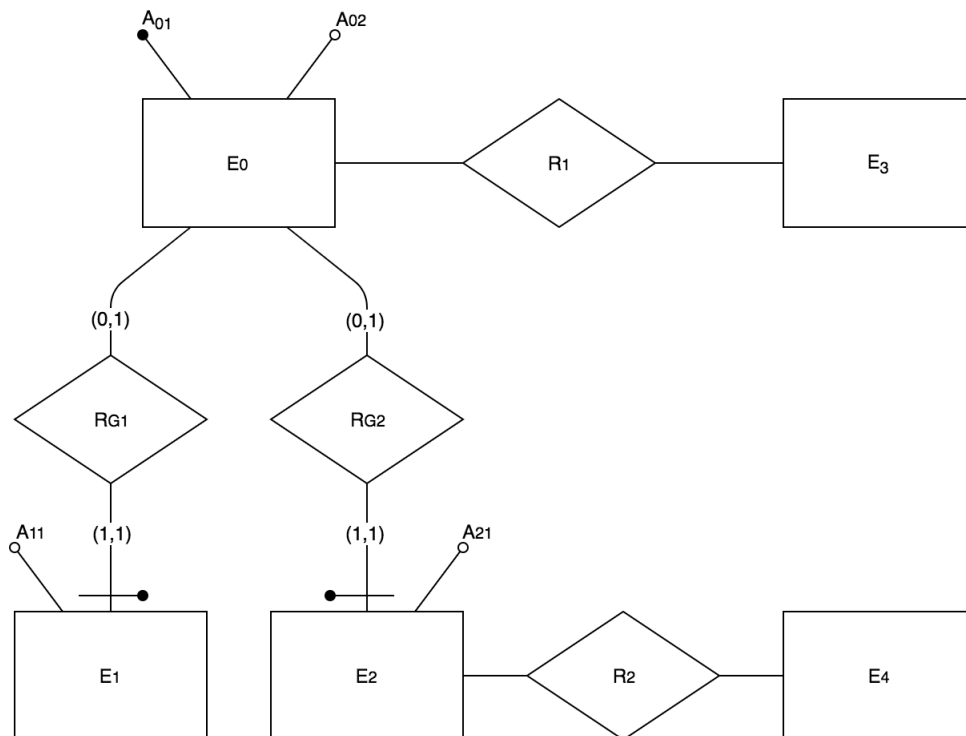 A01
A02
E0
R1
E3
(0,1)
(0,1)
RG1
RG2
(1,1)
(1,1)
A11
A21
E1
E2
R2
E4